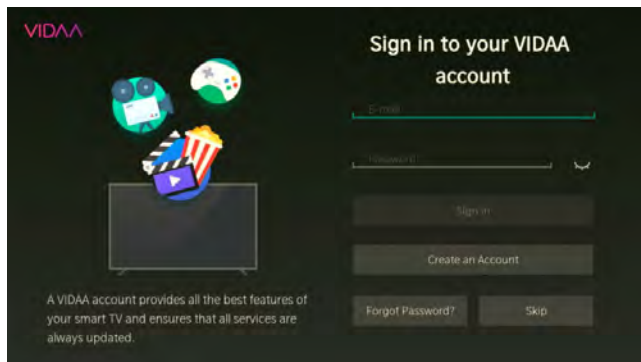 VIDAA
Sign in to your VIDAA
account
E-mail
Password
Sign in
Create an Account
Forgot Password?
Skip
A VIDAA account provides all the best features of
your smart TV and ensures that all services are
always updated.